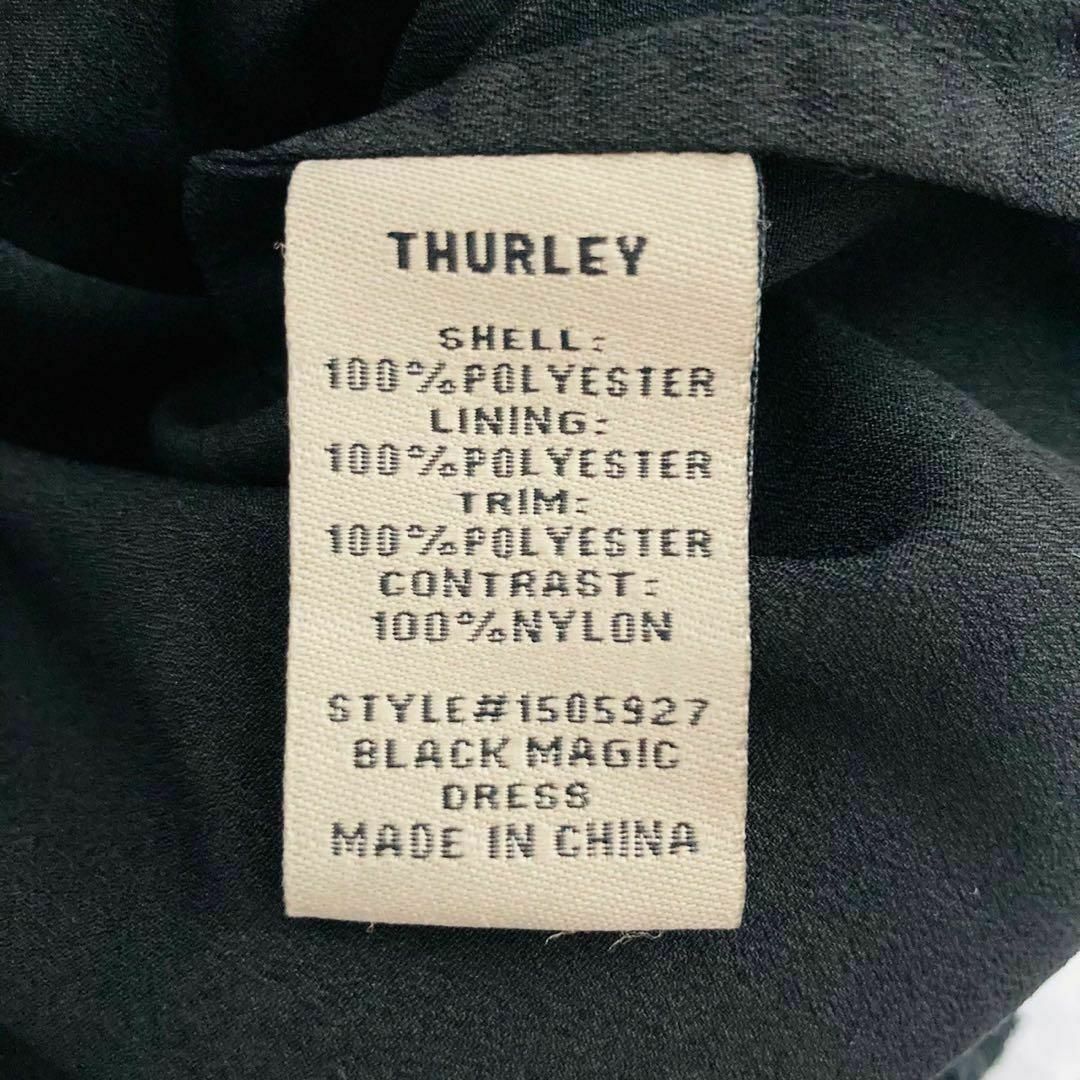 THURLEY
SHELL:
100%POLYESTER
LINING:
100%POLYESTER
TRIM:
100%POLYESTER
CONTRAST:
100%NYLON
STYLE#1505927
BLACK MAGIC
DRESS
MADE IN CHINA